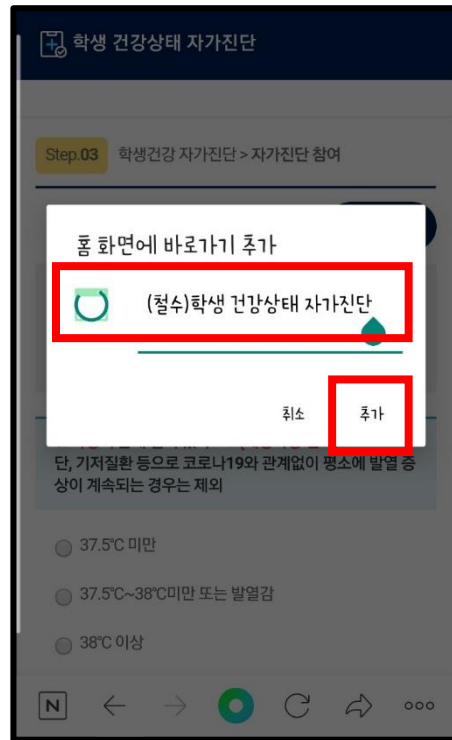 학생 건강상태 자가진단
Step.03 학생건강 자가진단 > 자가진단 참여
홈 화면에 바로가기 추가
(철수)학생 건강상태 자가진단
취소 추가
단, 기저질환 등으로 코로나19와 관계없이 평소에 발열 증
상이 계속되는 경우는 제외
37.5℃ 미만
37.5℃~38℃미만 또는 발열감
38℃ 이상
N